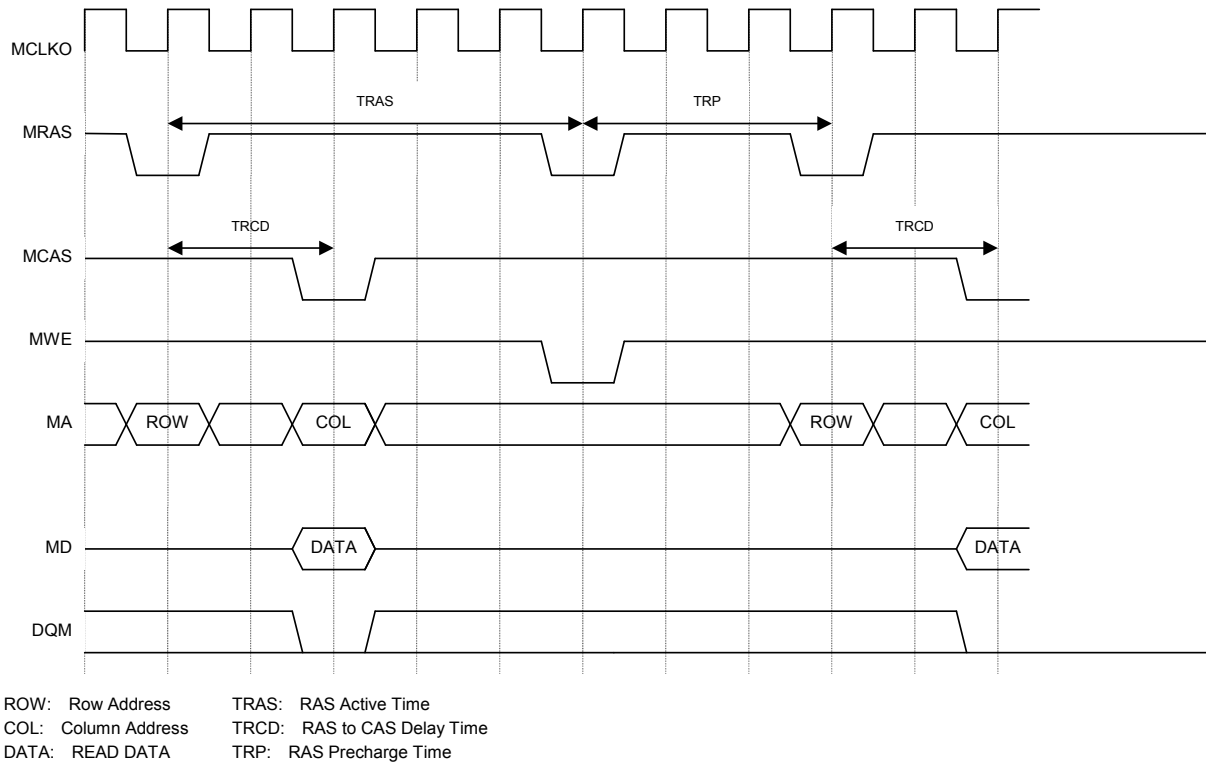 MCLKO
TRAS TRP
MRAS
TRCD TRCD
MCAS
MWE
MA ROW COL ROW COL
MD DATA DATA
DQM
ROW: Row Address TRAS: RAS Active Time
COL: Column Address TRCD: RAS to CAS Delay Time
DATA: READ DATA TRP: RAS Precharge Time